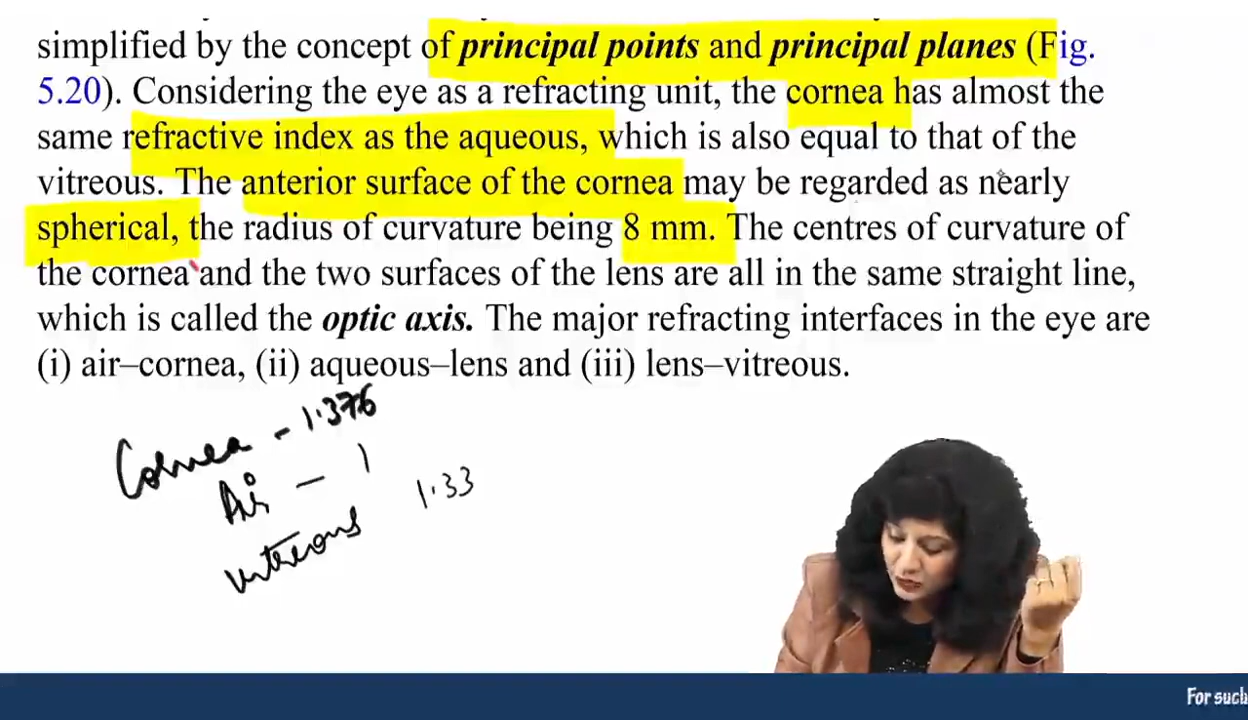 simplified by the concept of principal points and principal planes (Fig.
5.20). Considering the eye as a refracting unit, the cornea has almost the
same refractive index as the aqueous, which is also equal to that of the
vitreous. The anterior surface of the cornea may be regarded as nearly
spherical, the radius of curvature being 8 mm. The centres of curvature of
the cornea and the two surfaces of the lens are all in the same straight line,
which is called the optic axis. The major refracting interfaces in the eye are
(i) air–cornea, (ii) aqueous–lens and (iii) lens–vitreous.
Cornea - 1.376
Air - 1
vitreous 1.33
For such